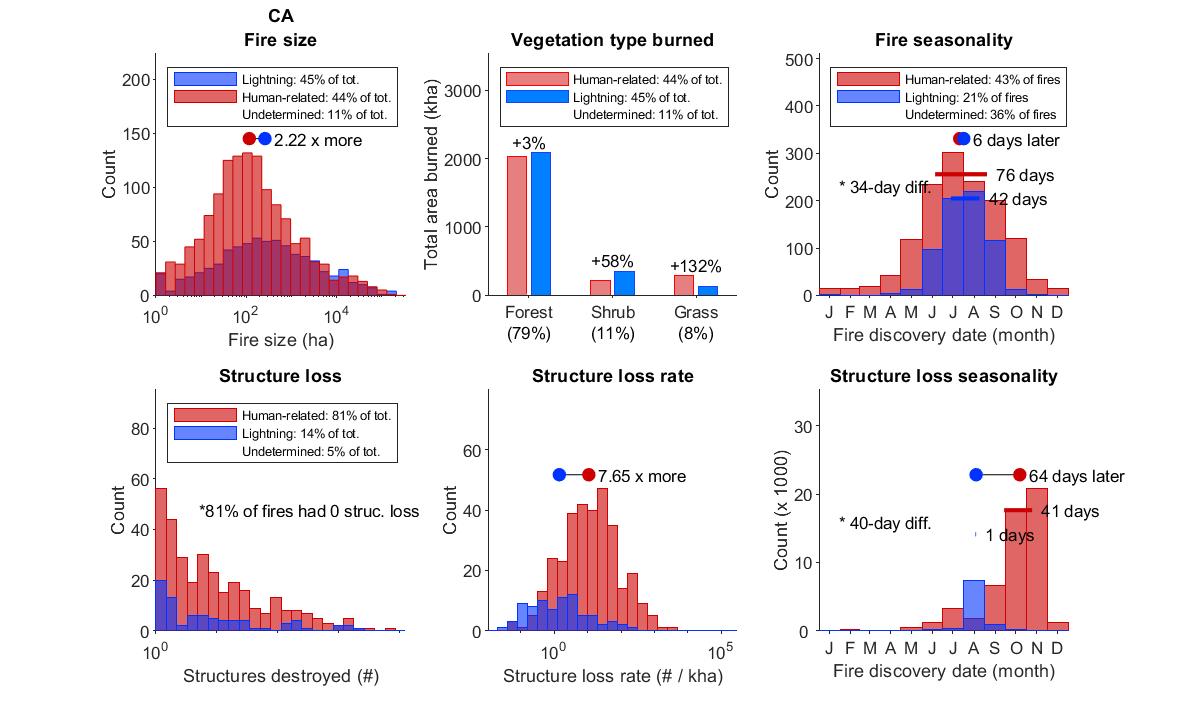 CA
Fire size
Lightning: 45% of tot.
Human-related: 44% of tot.
Undetermined: 11% of tot.
2.22 x more
200
150
100
50
0
Count
10^0
10^2
10^4
Fire size (ha)
Vegetation type burned
Human-related: 44% of tot.
Lightning: 45% of tot.
Undetermined: 11% of tot.
3000
2000
1000
0
Total area burned (kha)
+3%
+58%
+132%
Forest
(79%)
Shrub
(11%)
Grass
(8%)
Fire seasonality
Human-related: 43% of fires
Lightning: 21% of fires
Undetermined: 36% of fires
6 days later
76 days
* 34-day diff.
42 days
500
400
300
200
100
0
Count
J F M A M J J A S O N D
Fire discovery date (month)
Structure loss
Human-related: 81% of tot.
Lightning: 14% of tot.
Undetermined: 5% of tot.
*81% of fires had 0 struc. loss
80
60
40
20
0
Count
10^0
Structures destroyed (#)
Structure loss rate
7.65 x more
60
40
20
0
Count
10^0
10^5
Structure loss rate (# / kha)
Structure loss seasonality
64 days later
41 days
* 40-day diff.
1 days
30
20
10
0
Count (x 1000)
J F M A M J J A S O N D
Fire discovery date (month)